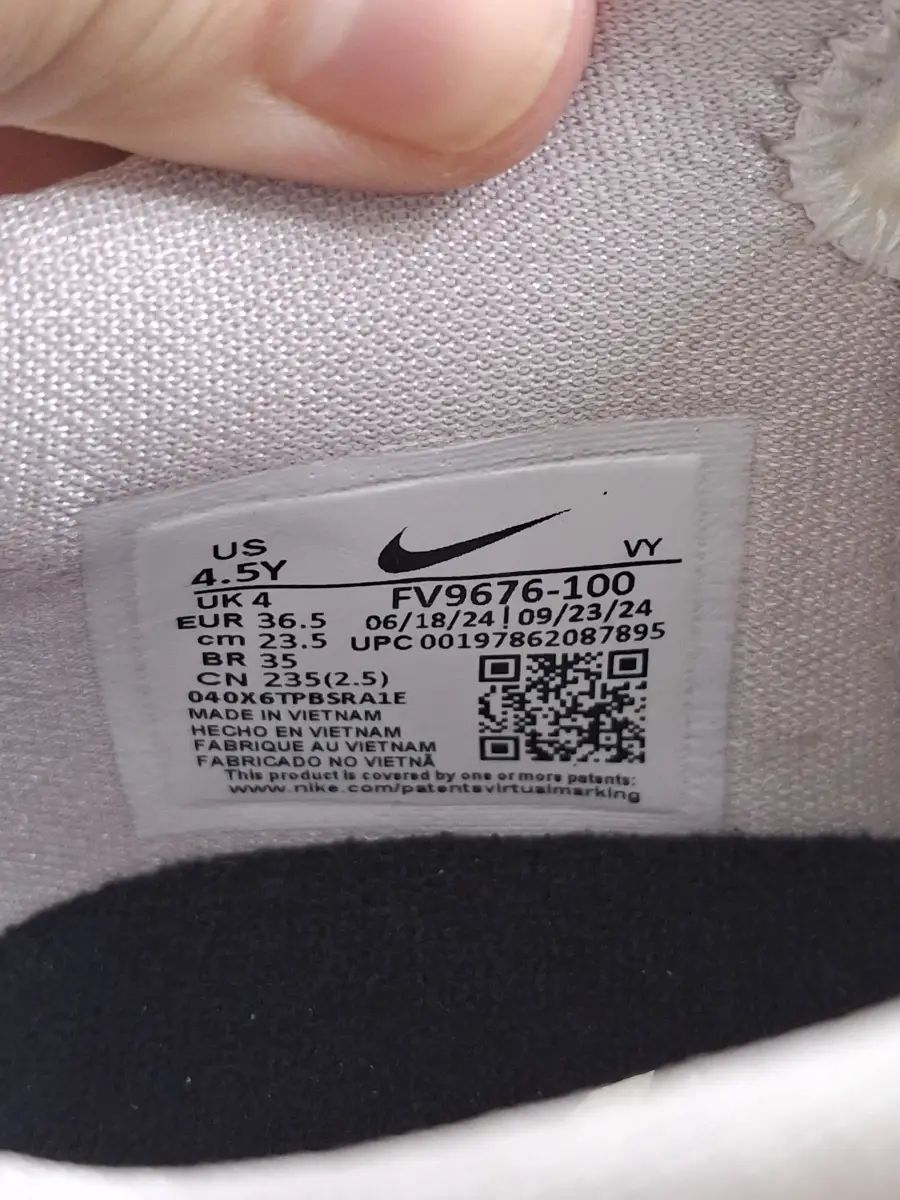 US
4.5Y
VY
UK 4
FV9676-100
EUR 36.5
06/18/24 | 09/23/24
cm 23.5
UPC 00197862087895
BR 35
CN 235(2.5)
040X6TPBSRA1E
MADE IN VIETNAM
HECHO EN VIETNAM
FABRIQUE AU VIETNAM
FABRICADO NO VIETNÃ
This product is covered by one or more patents:
www.nike.com/patentsvirtualmarking